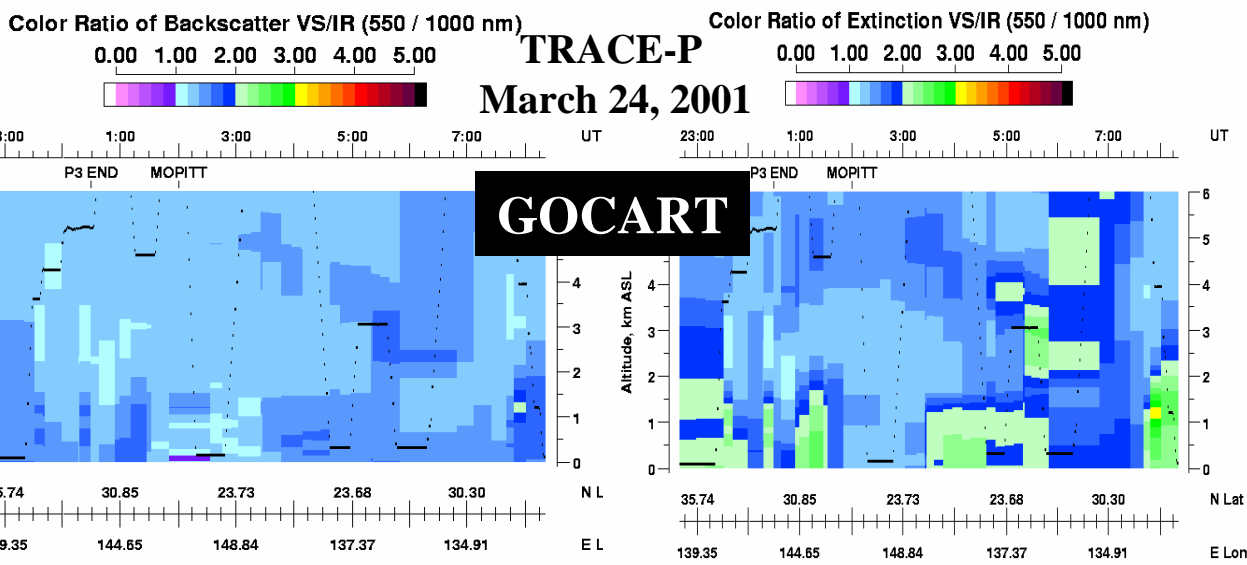 Color Ratio of Backscatter VS/IR (550 / 1000 nm)
0.00 1.00 2.00 3.00 4.00 5.00
TRACE-P
March 24, 2001
Color Ratio of Extinction VS/IR (550 / 1000 nm)
0.00 1.00 2.00 3.00 4.00 5.00
3:00 1:00 3:00 5:00 7:00 UT
P3 END MOPITT
23:00 1:00 3:00 5:00 7:00 UT
P3 END MOPITT
GOCART
4
3
2
1
0
Altitude, km ASL
4
3
2
1
0
6
5
4
3
2
1
0
5.74 30.85 23.73 23.68 30.30 N L
9.35 144.65 148.84 137.37 134.91 E L
35.74 30.85 23.73 23.68 30.30 N Lat
139.35 144.65 148.84 137.37 134.91 E Lon